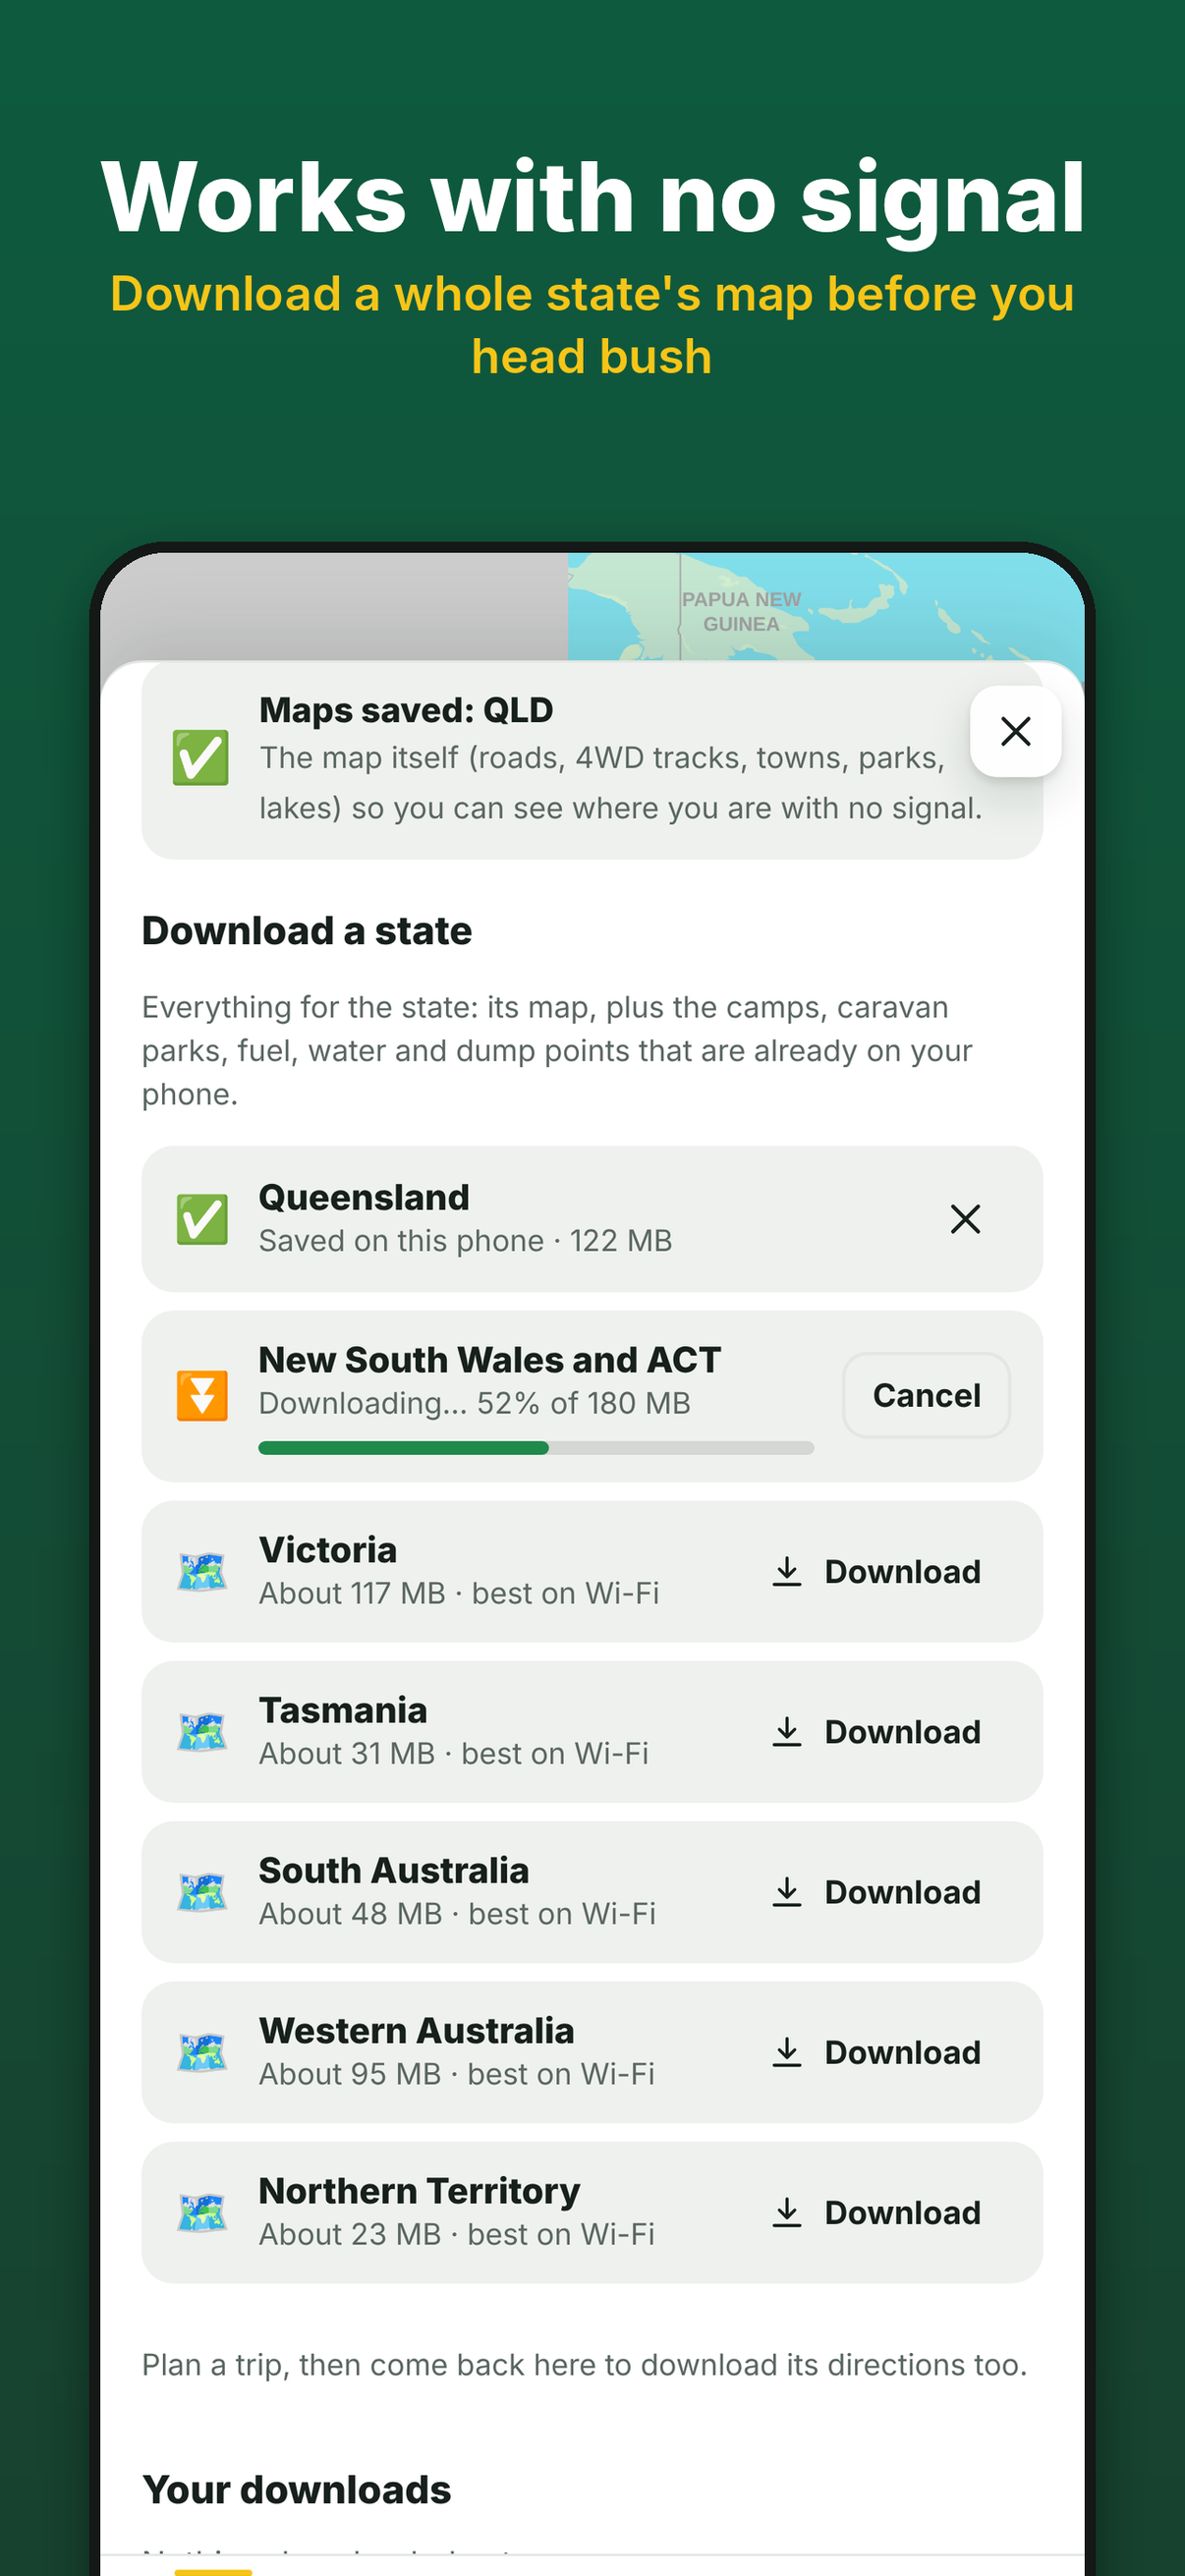 Works with no signal
Download a whole state's map before you
head bush
PAPUA NEW
GUINEA
Maps saved: QLD
The map itself (roads, 4WD tracks, towns, parks,
lakes) so you can see where you are with no signal.
Download a state
Everything for the state: its map, plus the camps, caravan
parks, fuel, water and dump points that are already on your
phone.
Queensland
Saved on this phone · 122 MB
New South Wales and ACT
Downloading... 52% of 180 MB
Cancel
Victoria
About 117 MB · best on Wi-Fi
Download
Tasmania
About 31 MB · best on Wi-Fi
Download
South Australia
About 48 MB · best on Wi-Fi
Download
Western Australia
About 95 MB · best on Wi-Fi
Download
Northern Territory
About 23 MB · best on Wi-Fi
Download
Plan a trip, then come back here to download its directions too.
Your downloads